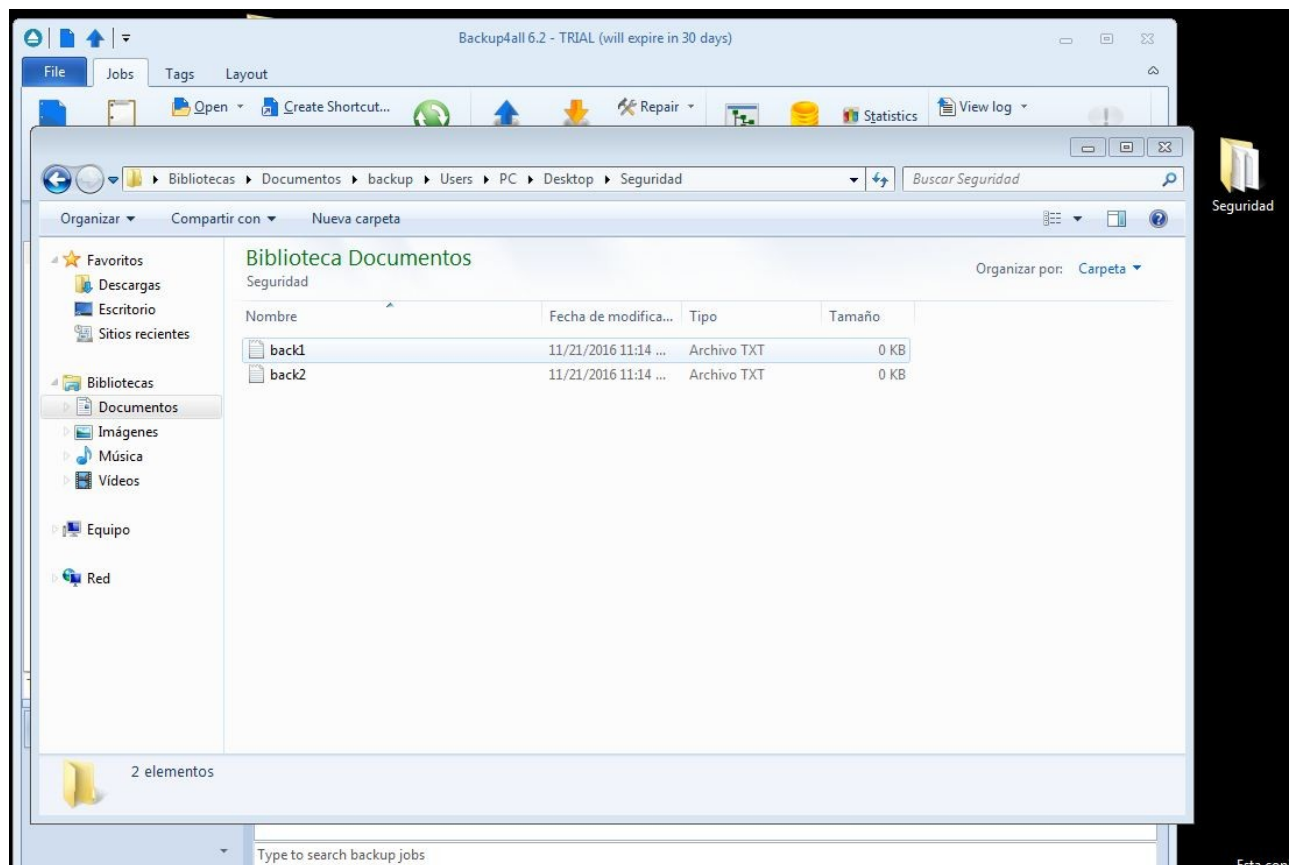 Backup4all 6.2 - TRIAL (will expire in 30 days)
File Jobs Tags Layout
Open Create Shortcut... Repair Statistics View log
Bibliotecas Documentos backup Users PC Desktop Seguridad Buscar Seguridad
Seguridad
Organizar Compartir con Nueva carpeta
Favoritos
Descargas
Escritorio
Sitios recientes
Bibliotecas
Documentos
Imágenes
Música
Vídeos
Equipo
Red
Biblioteca Documentos
Seguridad
Organizar por: Carpeta
Nombre Fecha de modifica... Tipo Tamaño
back1 11/21/2016 11:14 ... Archivo TXT 0 KB
back2 11/21/2016 11:14 ... Archivo TXT 0 KB
2 elementos
Type to search backup jobs